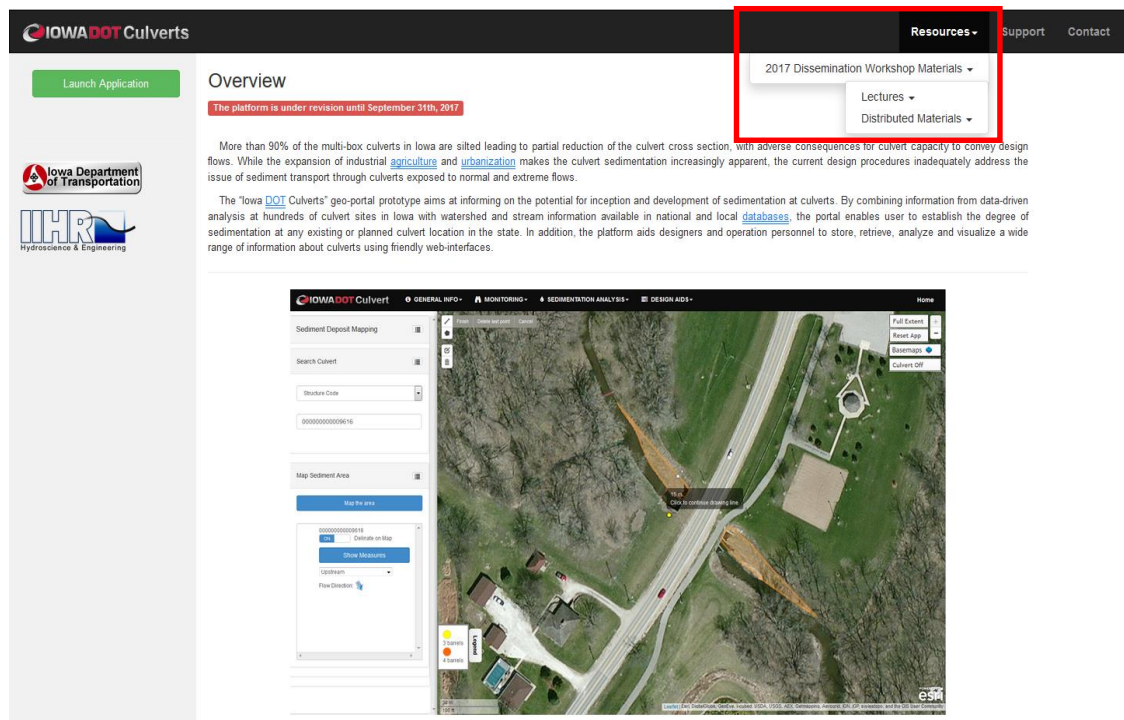 IOWADOT Culverts
Resources
Support
Contact
2017 Dissemination Workshop Materials
Lectures
Distributed Materials
Launch Application
Iowa Department
of Transportation
IIHR
Hydroscience & Engineering
Overview
The platform is under revision until September 31th, 2017
More than 90% of the multi-box culverts in Iowa are silted leading to partial reduction of the culvert cross section, with adverse consequences for culvert capacity to convey design
flows. While the expansion of industrial agriculture and urbanization makes the culvert sedimentation increasingly apparent, the current design procedures inadequately address the
issue of sediment transport through culverts exposed to normal and extreme flows.
The "Iowa DOT Culverts" geo-portal prototype aims at informing on the potential for inception and development of sedimentation at culverts. By combining information from data-driven
analysis at hundreds of culvert sites in Iowa with watershed and stream information available in national and local databases, the portal enables user to establish the degree of
sedimentation at any existing or planned culvert location in the state. In addition, the platform aids designers and operation personnel to store, retrieve, analyze and visualize a wide
range of information about culverts using friendly web-interfaces.
IOWADOT Culvert
GENERAL INFO
MONITORING
SEDIMENTATION ANALYSIS
DESIGN AIDS
Home
Sediment Deposit Mapping
Search Culvert
Structure Code
000000000009616
Map Sediment Area
Map the area
000000000009616
ON Delinate on Map
Show Measures
Upstream
Flow Direction:
Finish Delete last point Cancel
Full Extent
Reset App
Basemaps
Culvert Off
Click to continue drawing line.
3 barrels
4 barrels
Legend
esri